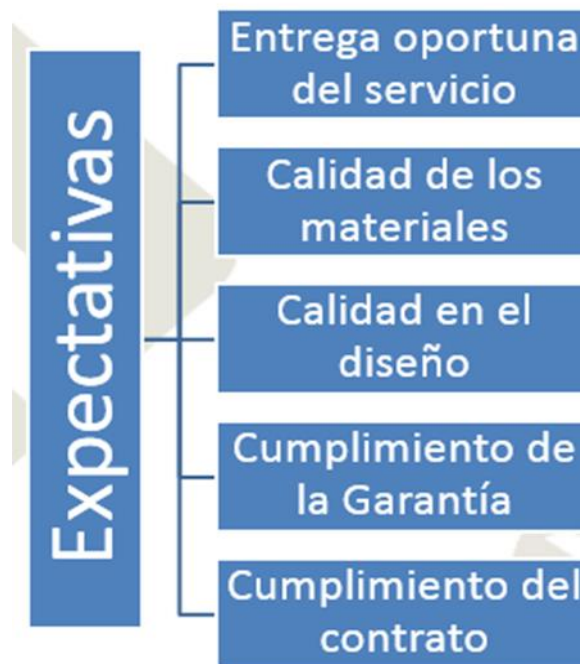 Expectativas
Entrega oportuna
del servicio
Calidad de los
materiales
Calidad en el
diseño
Cumplimiento de
la Garantía
Cumplimiento del
contrato